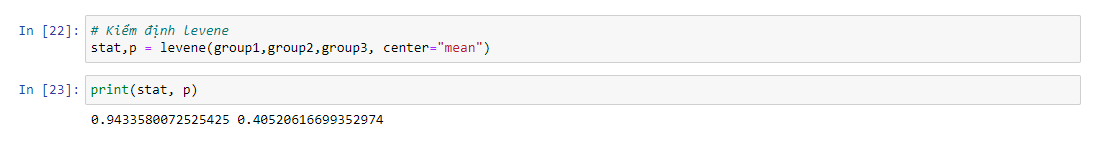 In [22]: # Kiểm định Levene
stat,p = levene(group1,group2,group3, center="mean")
In [23]: print(stat, p)
0.9433580072525425 0.40520616699352974